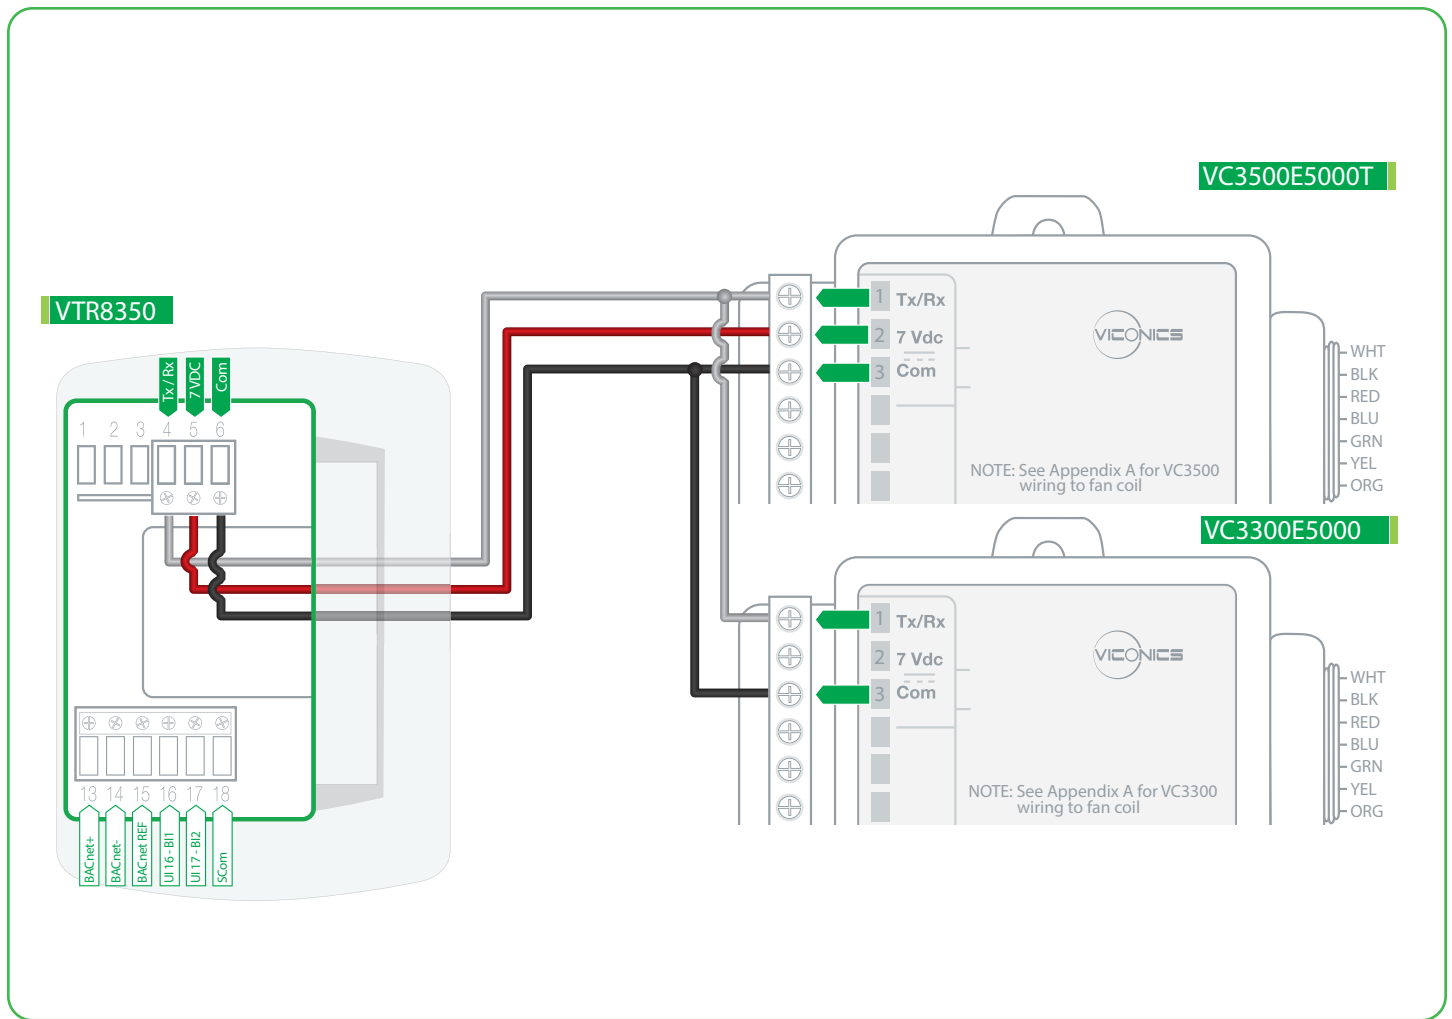 VC3500E5000T
VTR8350
Tx / Rx
7 VDC
Com
1 2 3 4 5 6
1 Tx/Rx
2 7 Vdc
3 Com
VICONICS
WHT
BLK
RED
BLU
GRN
YEL
ORG
NOTE: See Appendix A for VC3500
wiring to fan coil
VC3300E5000
1 Tx/Rx
2 7 Vdc
3 Com
VICONICS
WHT
BLK
RED
BLU
GRN
YEL
ORG
NOTE: See Appendix A for VC3300
wiring to fan coil
13 14 15 16 17 18
BACnet+
BACnet-
BACnet REF
UI 16 - BI1
UI 17 - BI2
SCom